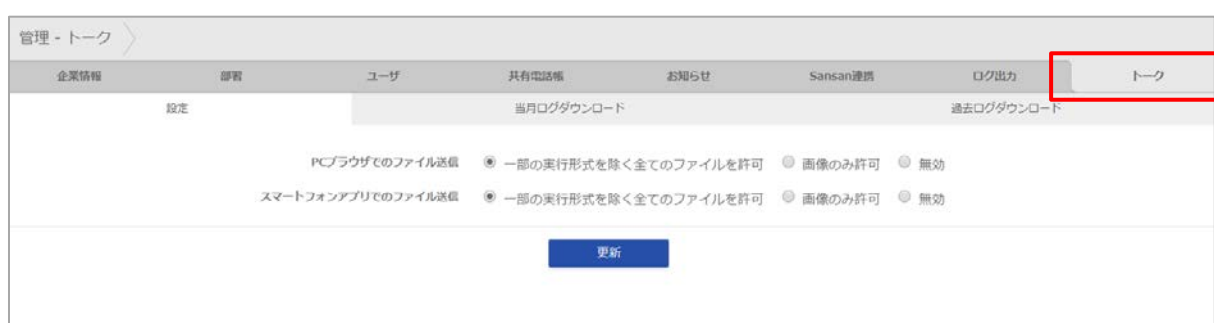 管理 - トーク
企業情報 部署 ユーザ 共有電話帳 お知らせ Sansan連携 ログ出力 トーク
設定 当月ログダウンロード 過去ログダウンロード
PCブラウザでのファイル送信 一部の実行形式を除く全てのファイルを許可 画像のみ許可 無効
スマートフォンアプリでのファイル送信 一部の実行形式を除く全てのファイルを許可 画像のみ許可 無効
更新